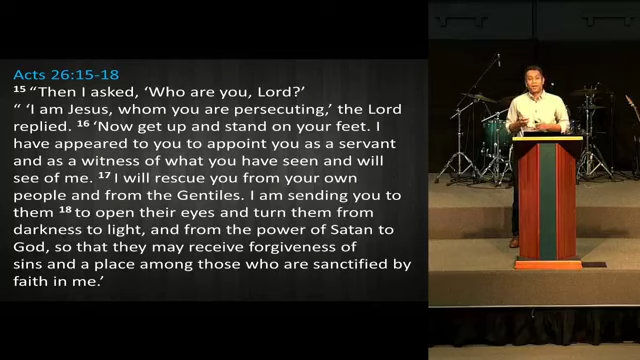 Acts 26:15-18
15 “Then I asked, ‘Who are you, Lord?’
“ ‘I am Jesus, whom you are persecuting,’ the Lord
replied. 16 ‘Now get up and stand on your feet. I
have appeared to you to appoint you as a servant
and as a witness of what you have seen and will
see of me. 17 I will rescue you from your own
people and from the Gentiles. I am sending you to
them 18 to open their eyes and turn them from
darkness to light, and from the power of Satan to
God, so that they may receive forgiveness of
sins and a place among those who are sanctified by
faith in me.’